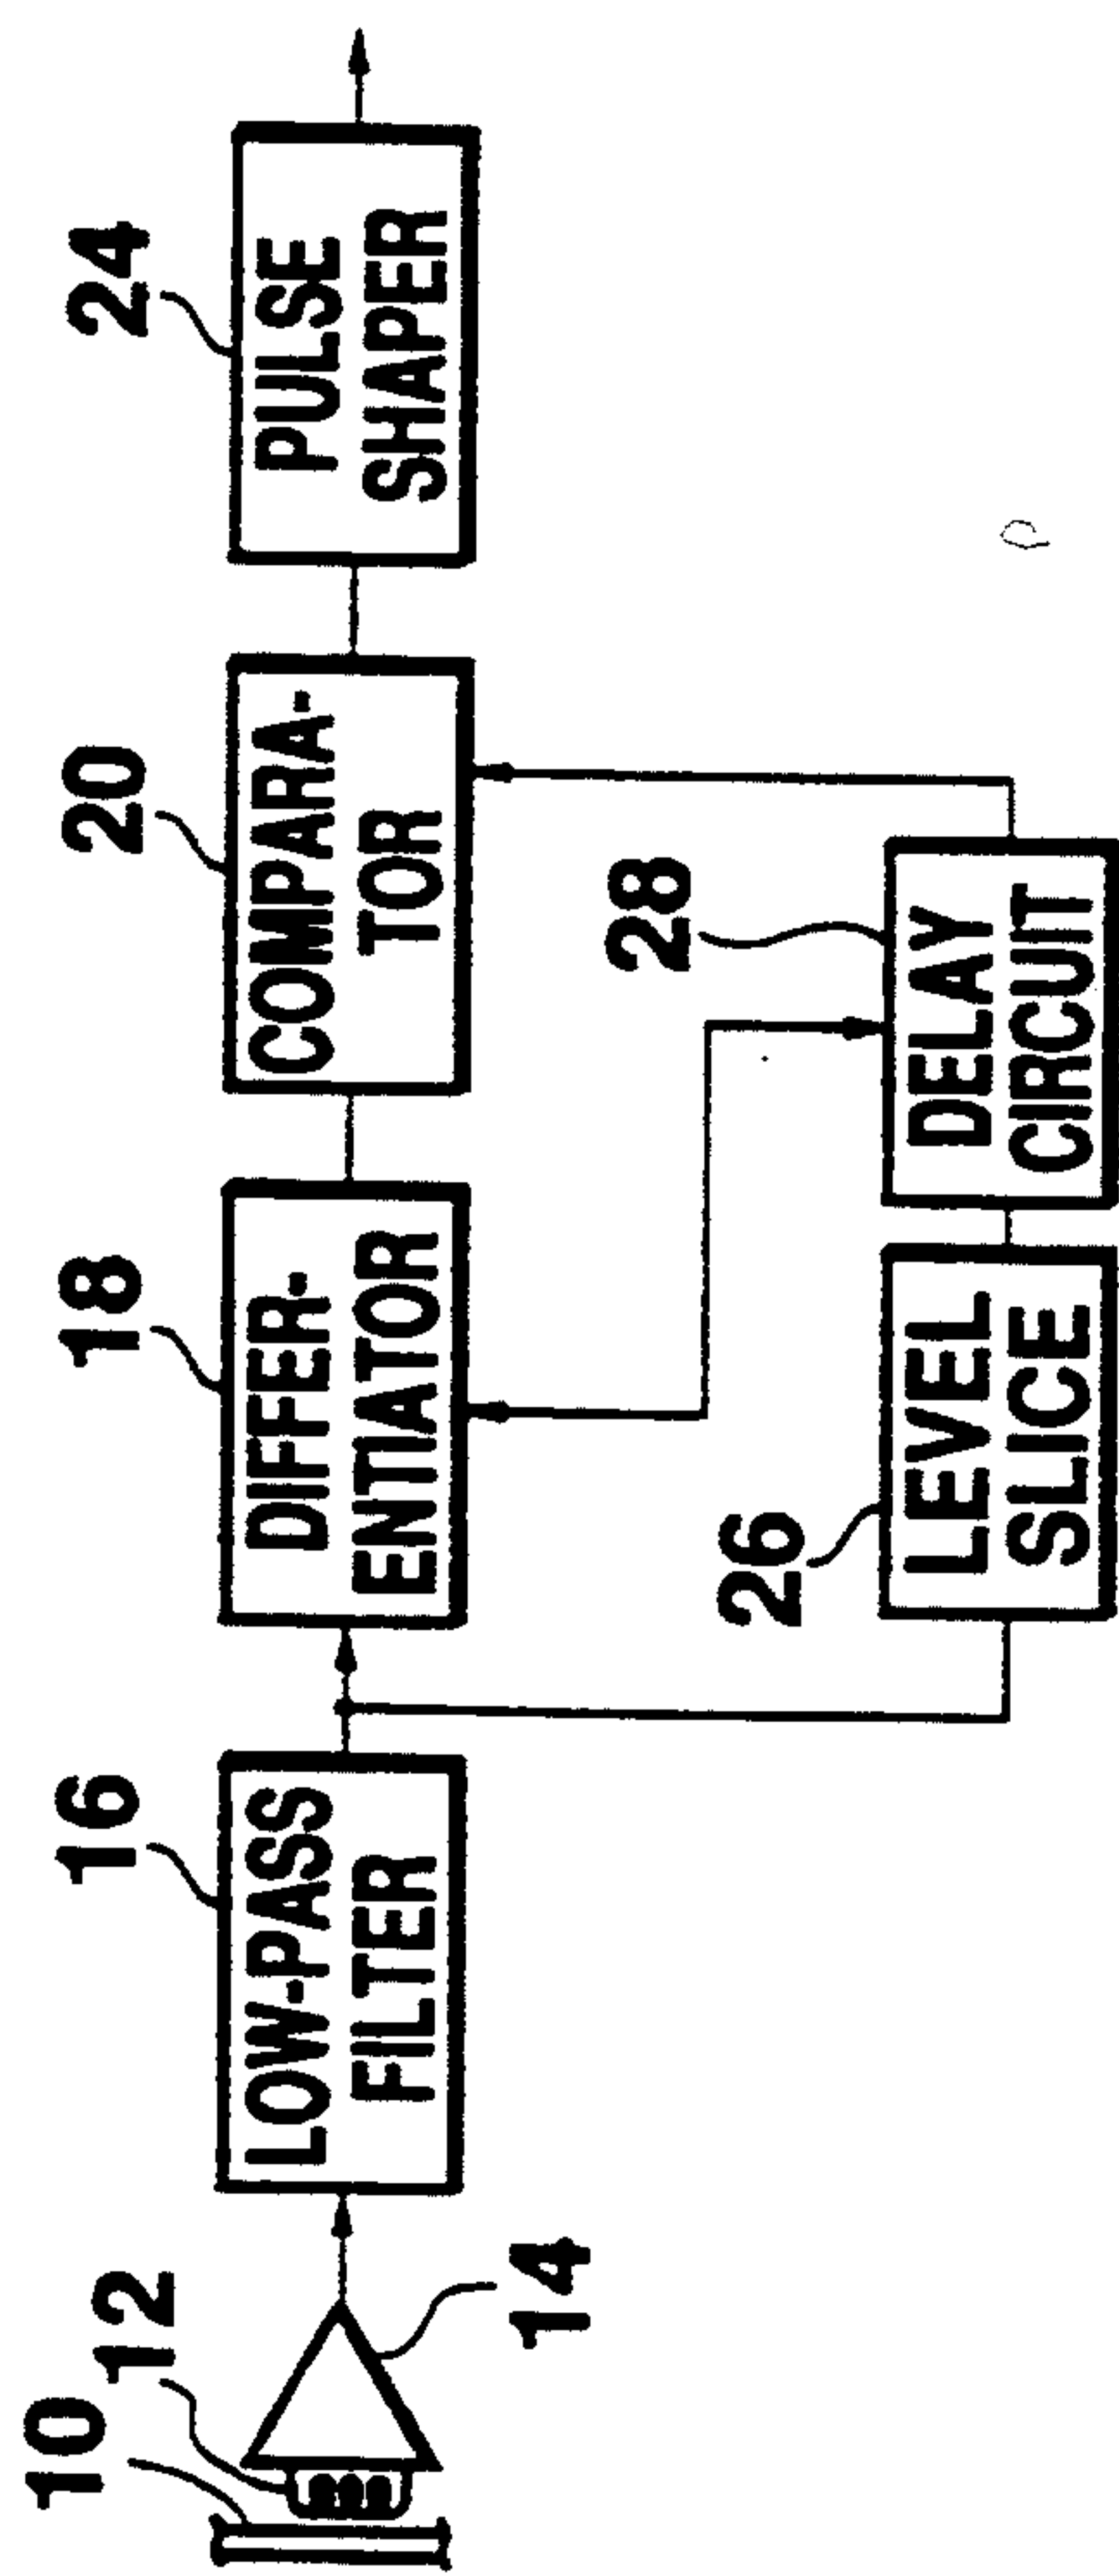 10
12
14
16
LOW-PASS
FILTER
18
DIFFER-
ENTIATOR
20
COMPARA-
TOR
24
PULSE
SHAPER
26
LEVEL
SLICE
28
DELAY
CIRCUIT